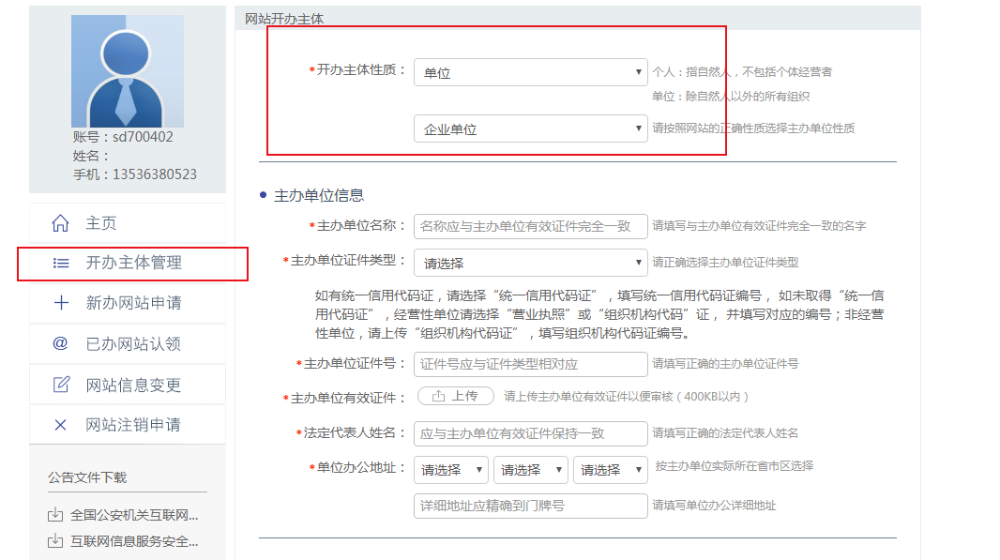 账号：sd700402
姓名：
手机：13536380523
主页
开办主体管理
新办网站申请
@ 已办网站认领
网站信息变更
网站注销申请
公告文件下载
全国公安机关互联网...
互联网信息服务安全...
网站开办主体
*开办主体性质： 单位 个人：指自然人，不包括个体经营者
单位：除自然人以外的所有组织
企业单位 请按照网站的正确性质选择主办单位性质
主办单位信息
*主办单位名称： 名称应与主办单位有效证件完全一致 请填写与主办单位有效证件完全一致的名字
*主办单位证件类型： 请选择 请正确选择主办单位证件类型
如有统一信用代码证，请选择“统一信用代码证”，填写统一信用代码证编号， 如未取得“统一信
用代码证”，经营性单位请选择“营业执照”或“组织机构代码”证， 并填写对应的编号；非经营
性单位，请上传“组织机构代码证”，填写组织机构代码证编号。
*主办单位证件号： 证件号应与证件类型相对应 请填写正确的主办单位证件号
*主办单位有效证件： 上传 请上传主办单位有效证件以便审核（400KB以内）
*法定代表人姓名： 应与主办单位有效证件保持一致 请填写正确的法定代表人姓名
*单位办公地址： 请选择 请选择 请选择 按主办单位实际所在省市区选择
详细地址应精确到门牌号 请填写单位办公详细地址